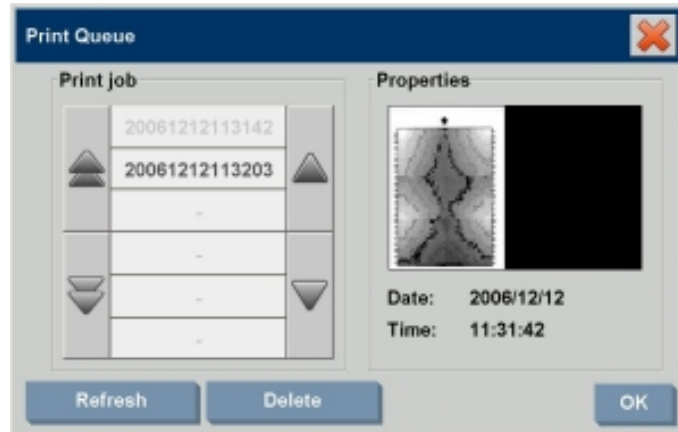 Print Queue
Print job
Properties
20061212113142
20061212113203
-
-
-
-
Date: 2006/12/12
Time: 11:31:42
Refresh
Delete
OK